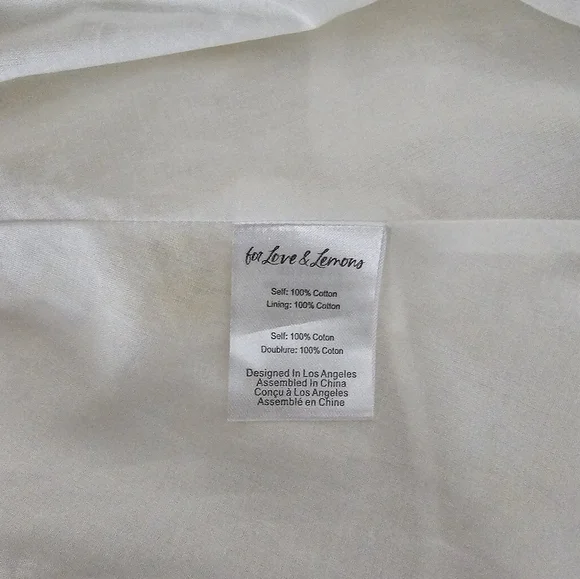 for Love & Lemons
Self: 100% Cotton
Lining: 100% Cotton
Self: 100% Coton
Doublure: 100% Coton
Designed In Los Angeles
Assembled In China
Conçu à Los Angeles
Assemblé en Chine